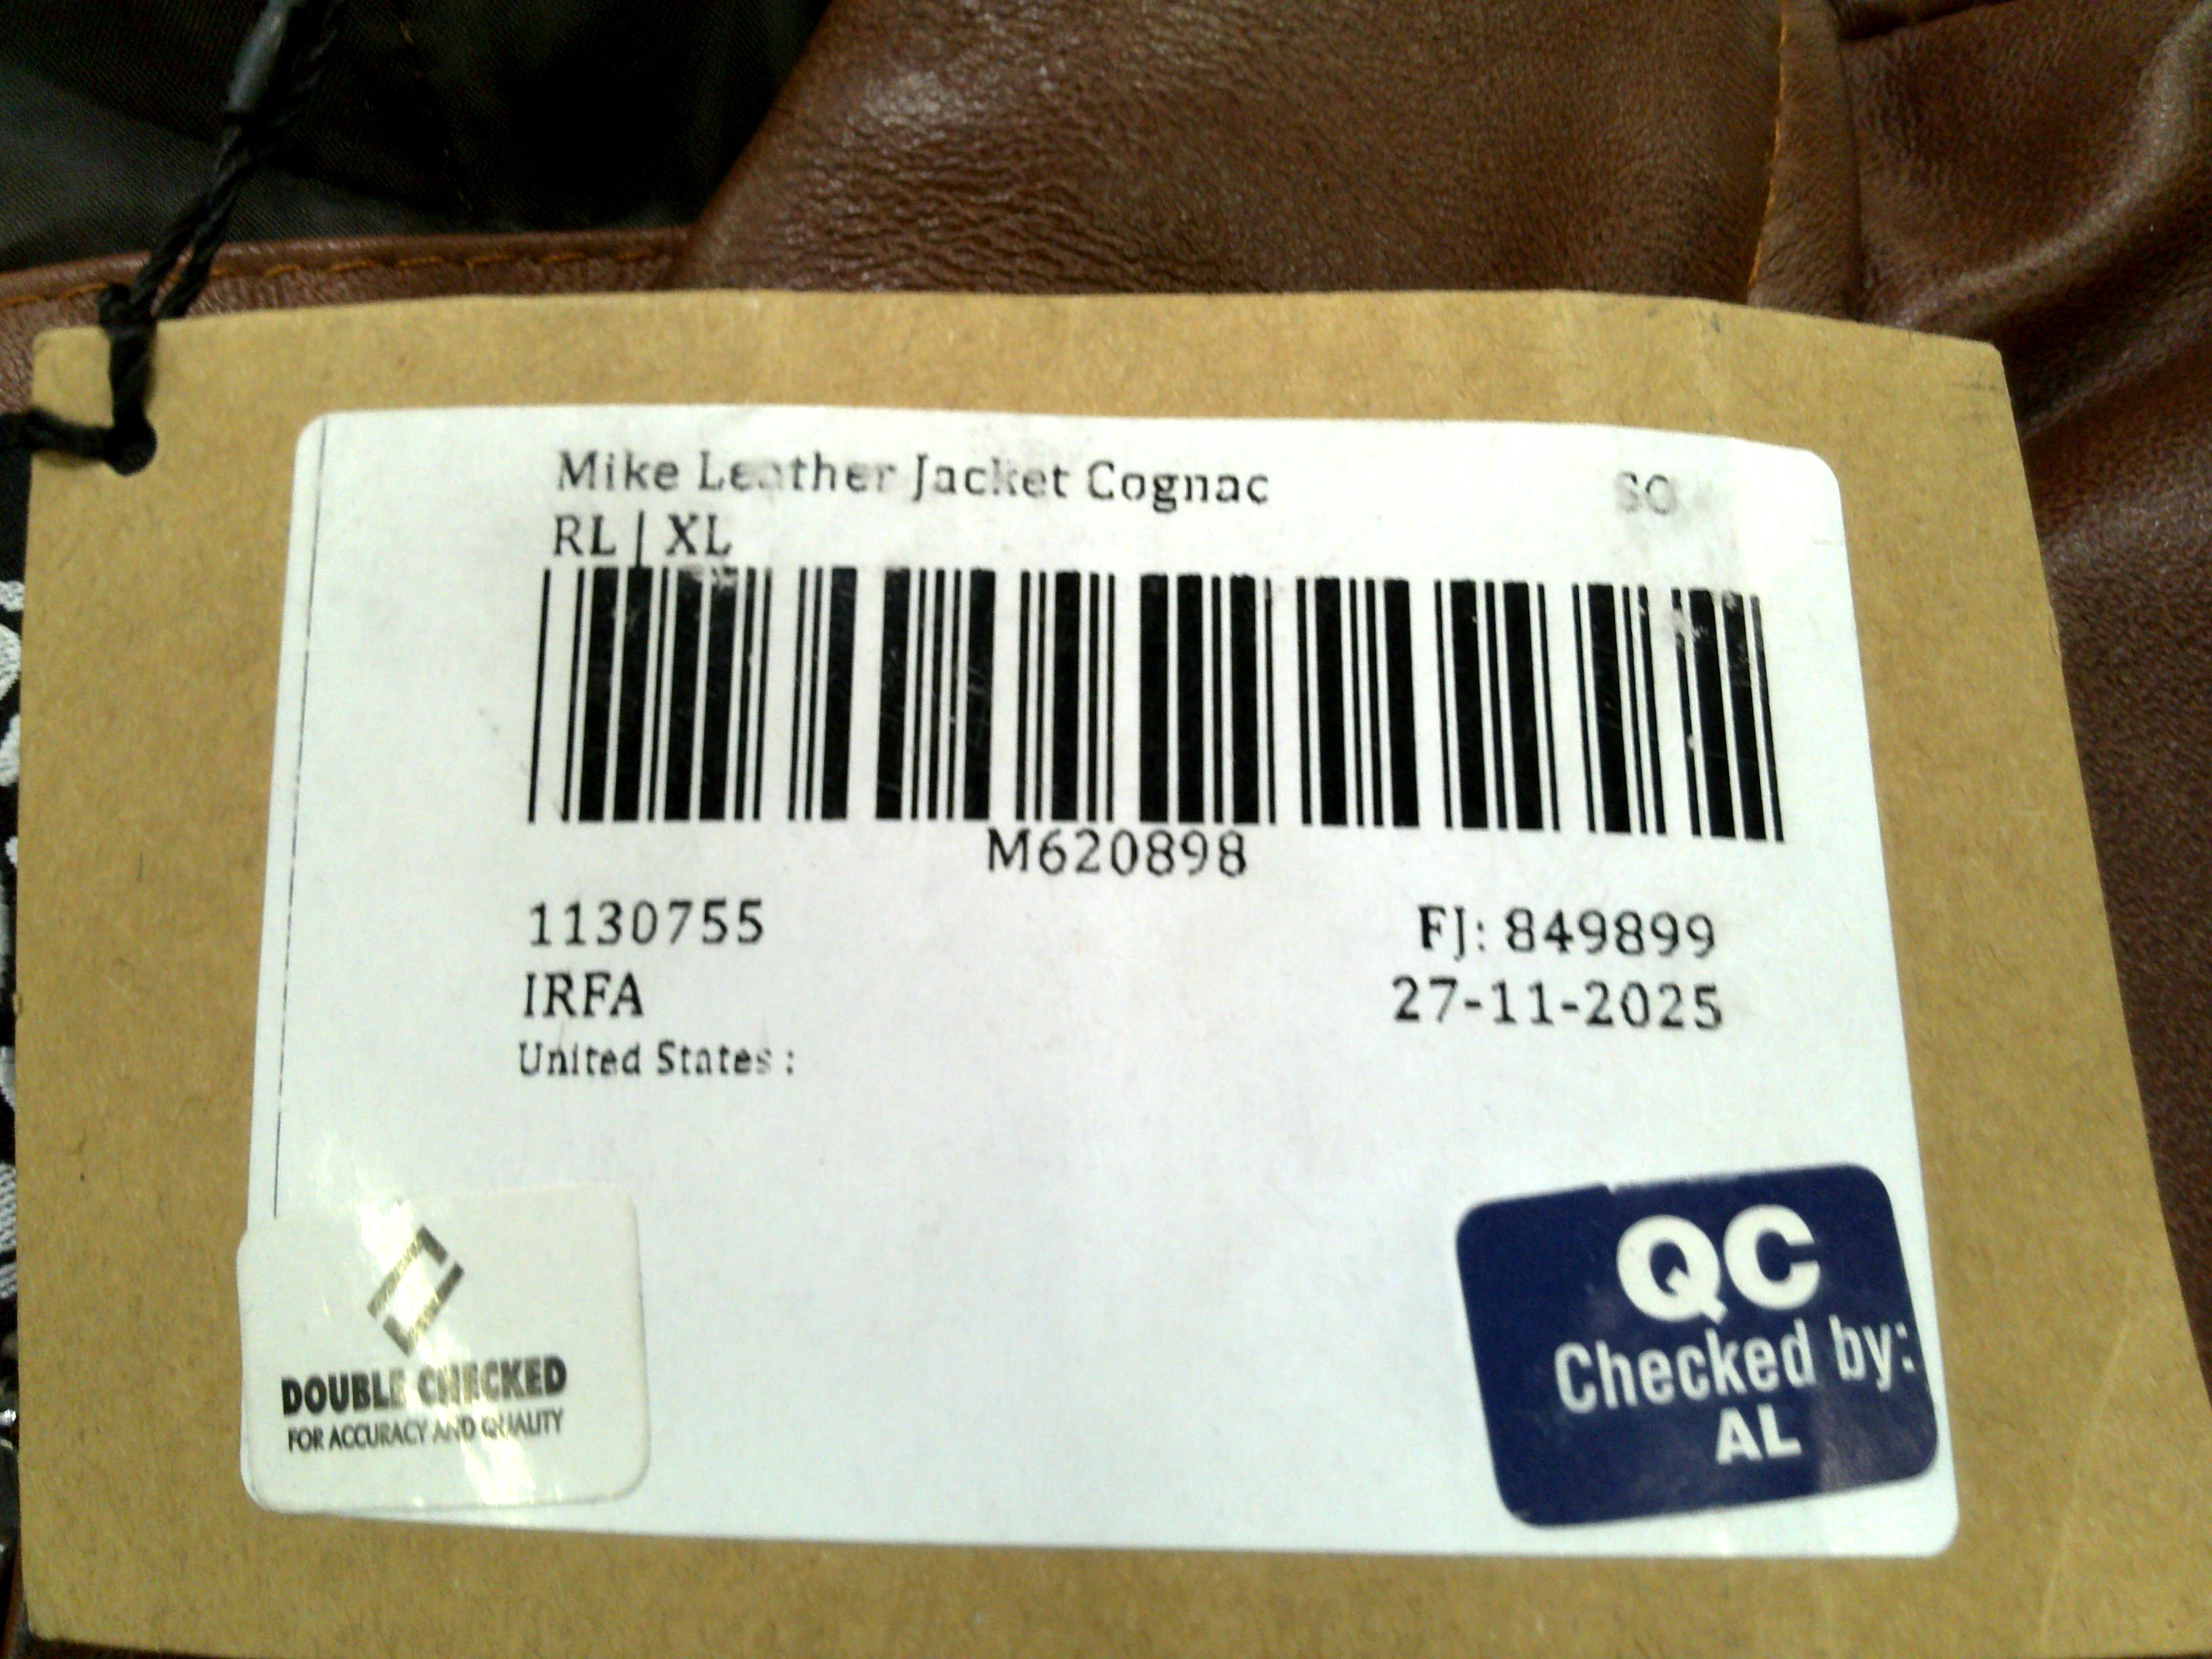 Mike Leather Jacket Cognac
SO
RL | XL
M620898
1130755
FJ: 849899
IRFA
27-11-2025
United States :
DOUBLE CHECKED
FOR ACCURACY AND QUALITY
QC
Checked by:
AL